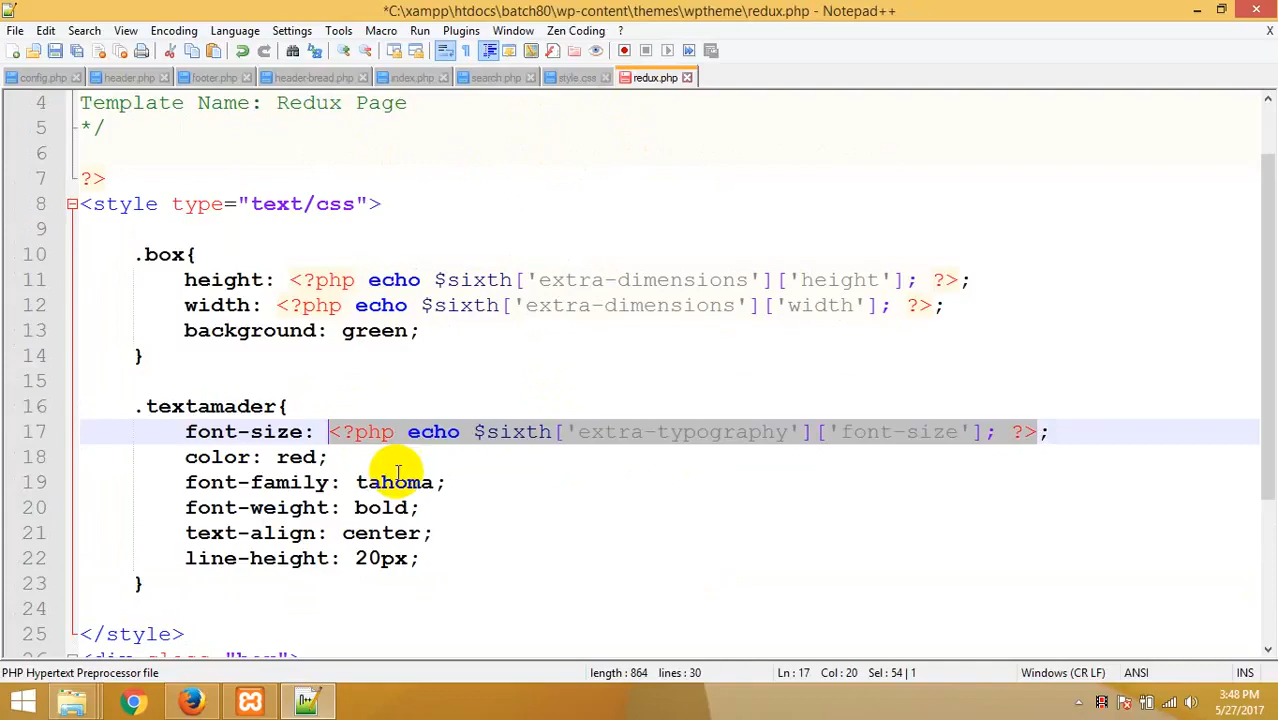 *C:\xampp\htdocs\batch80\wp-content\themes\wptheme\redux.php - Notepad++
File Edit Search View Encoding Language Settings Tools Macro Run Plugins Window Zen Coding ? X
config.php header.php footer.php header-bread.php index.php search.php style.css redux.php
4 Template Name: Redux Page
5 */
6
7 ?>
8 <style type="text/css">
9
10 .box{
11 height: <?php echo $sixth['extra-dimensions']['height']; ?>;
12 width: <?php echo $sixth['extra-dimensions']['width']; ?>;
13 background: green;
14 }
15
16 .textamader{
17 font-size: <?php echo $sixth['extra-typography']['font-size']; ?>;
18 color: red;
19 font-family: tahoma;
20 font-weight: bold;
21 text-align: center;
22 line-height: 20px;
23 }
24
25 </style>
26 <div class="box">
PHP Hypertext Preprocessor file length : 864 lines : 30 Ln : 17 Col : 20 Sel : 54 | 1 Windows (CR LF) ANSI INS
3:48 PM
5/27/2017